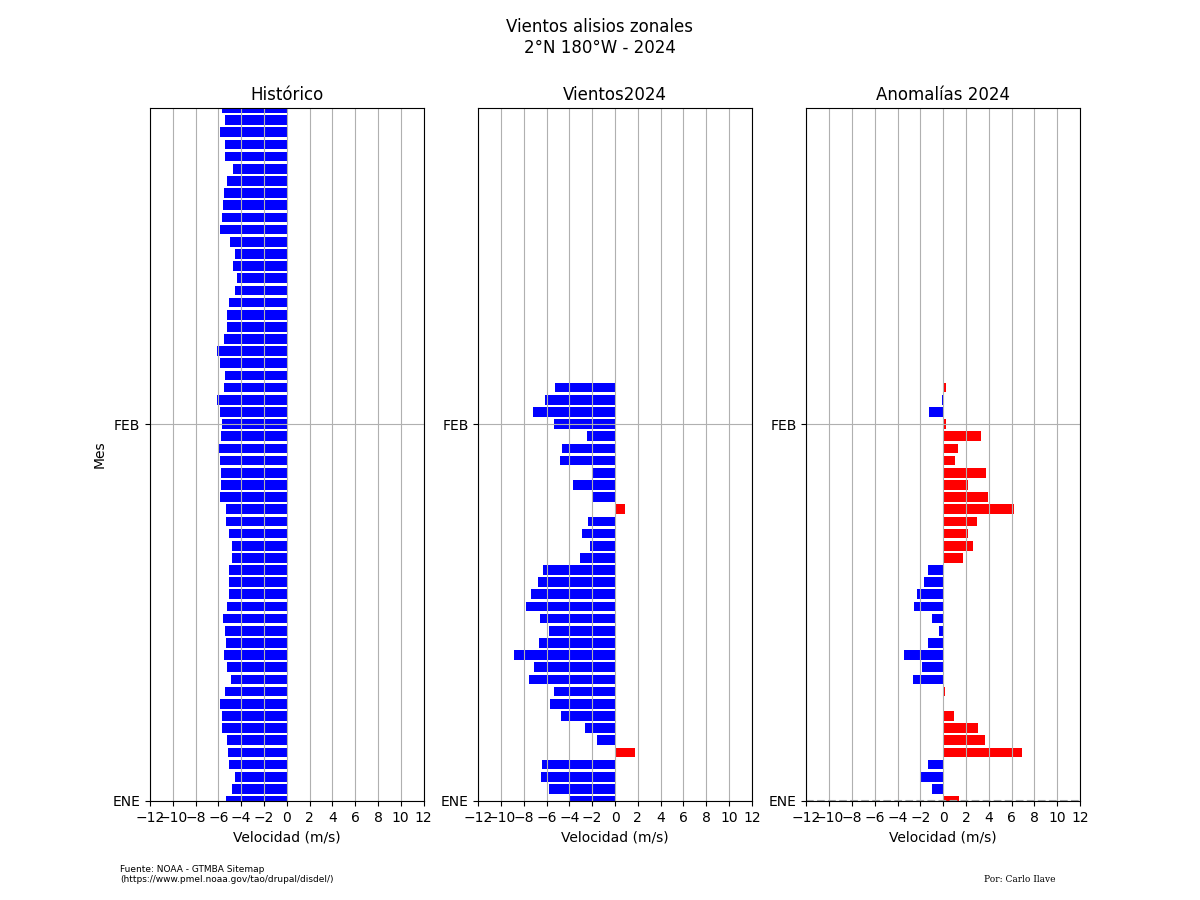 Vientos alisios zonales
2°N 180°W - 2024
Histórico
Vientos2024
Anomalías 2024
FEB
FEB
FEB
Mes
ENE
ENE
ENE
−12−10−8 −6 −4 −2 0 2 4 6 8 10 12
−12−10−8 −6 −4 −2 0 2 4 6 8 10 12
−12−10−8 −6 −4 −2 0 2 4 6 8 10 12
Velocidad (m/s)
Velocidad (m/s)
Velocidad (m/s)
Fuente: NOAA - GTMBA Sitemap
(https://www.pmel.noaa.gov/tao/drupal/disdel/)
Por: Carlo Ilave